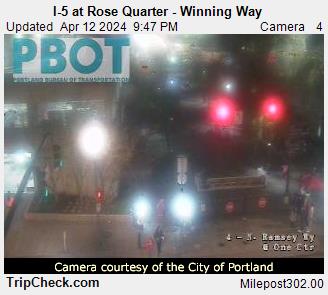 I-5 at Rose Quarter - Winning Way
Updated Apr 12 2024 9:47 PM Camera 4
PBOT
PORTLAND BUREAU OF TRANSPORTATION
4 - N. Ramsey Wy
@ One Ctr
Camera courtesy of the City of Portland
TripCheck.com Milepost302.00